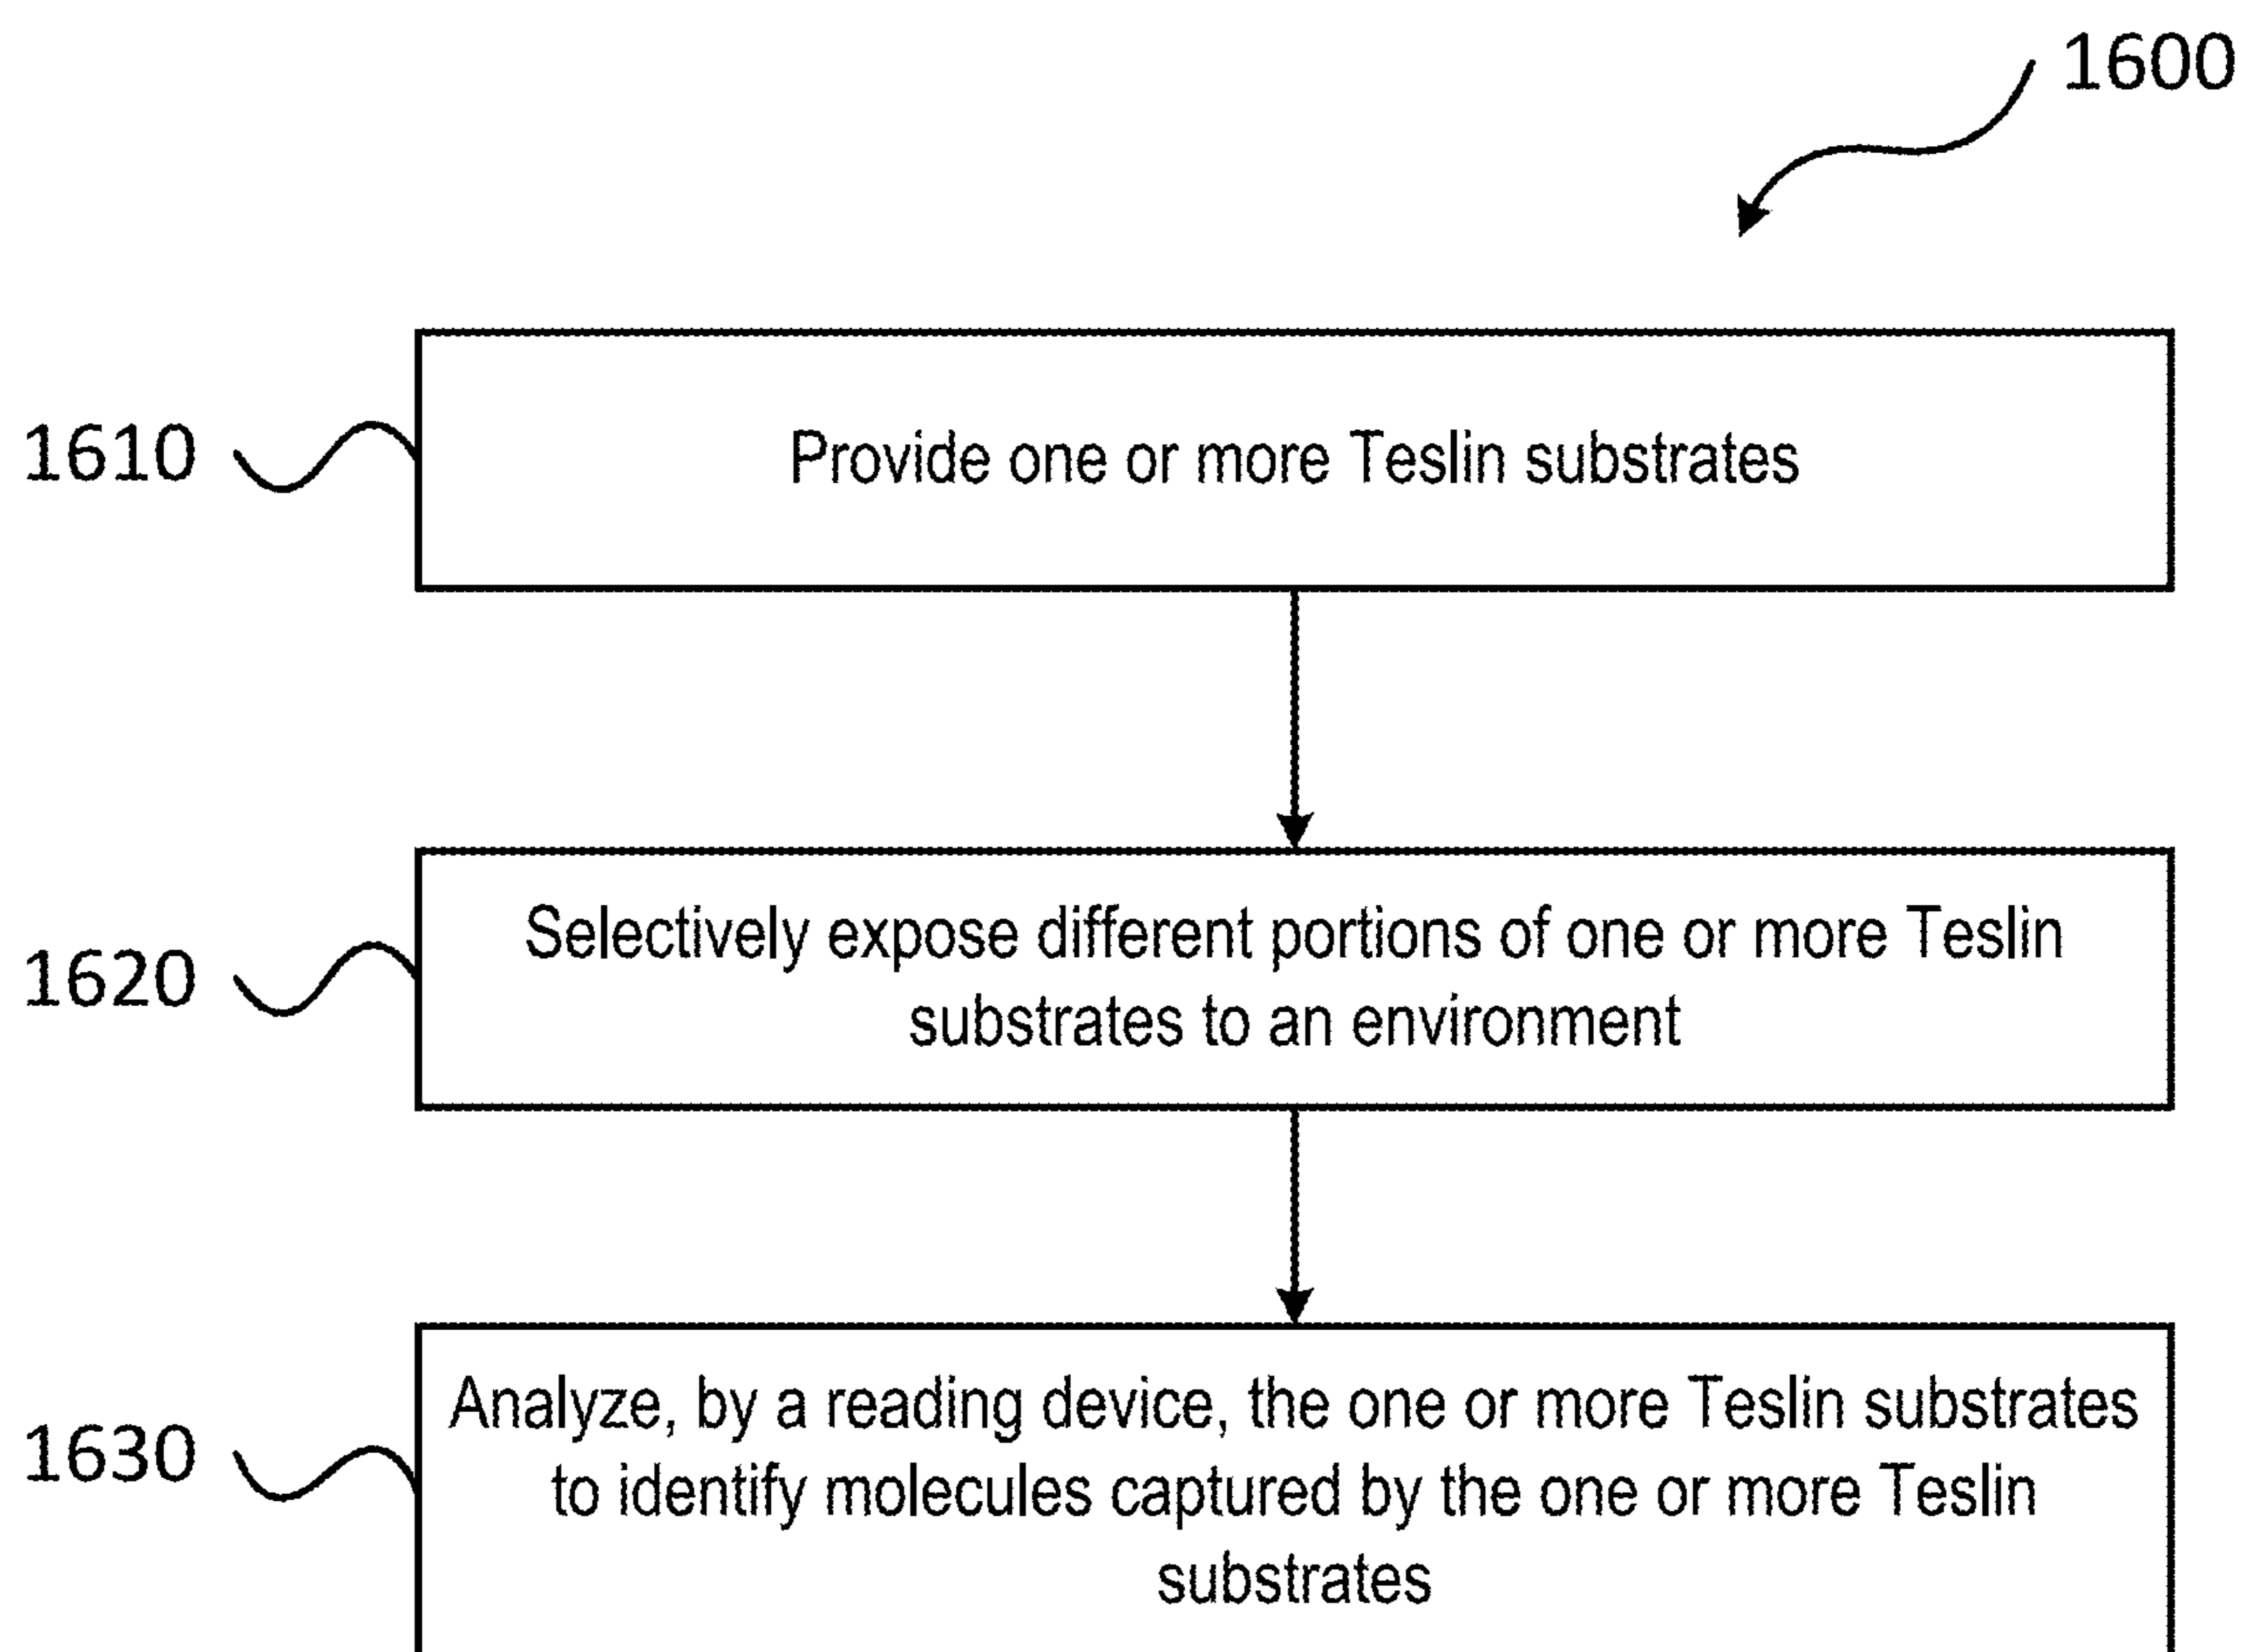 1600
1610
Provide one or more Teslin substrates
1620
Selectively expose different portions of one or more Teslin
substrates to an environment
1630
Analyze, by a reading device, the one or more Teslin substrates
to identify molecules captured by the one or more Teslin
substrates